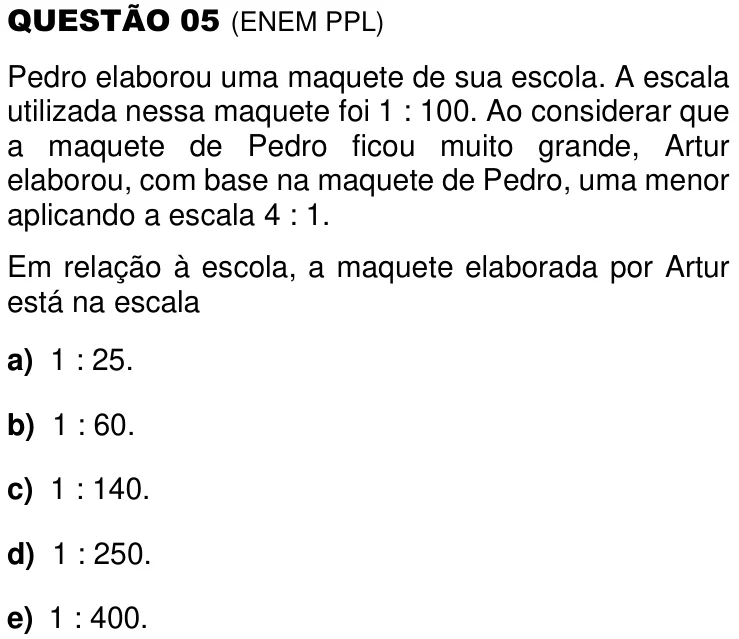 QUESTÃO 05 (ENEM PPL)
Pedro elaborou uma maquete de sua escola. A escala
utilizada nessa maquete foi 1 : 100. Ao considerar que
a maquete de Pedro ficou muito grande, Artur
elaborou, com base na maquete de Pedro, uma menor
aplicando a escala 4 : 1.
Em relação à escola, a maquete elaborada por Artur
está na escala
a) 1 : 25.
b) 1 : 60.
c) 1 : 140.
d) 1 : 250.
e) 1 : 400.